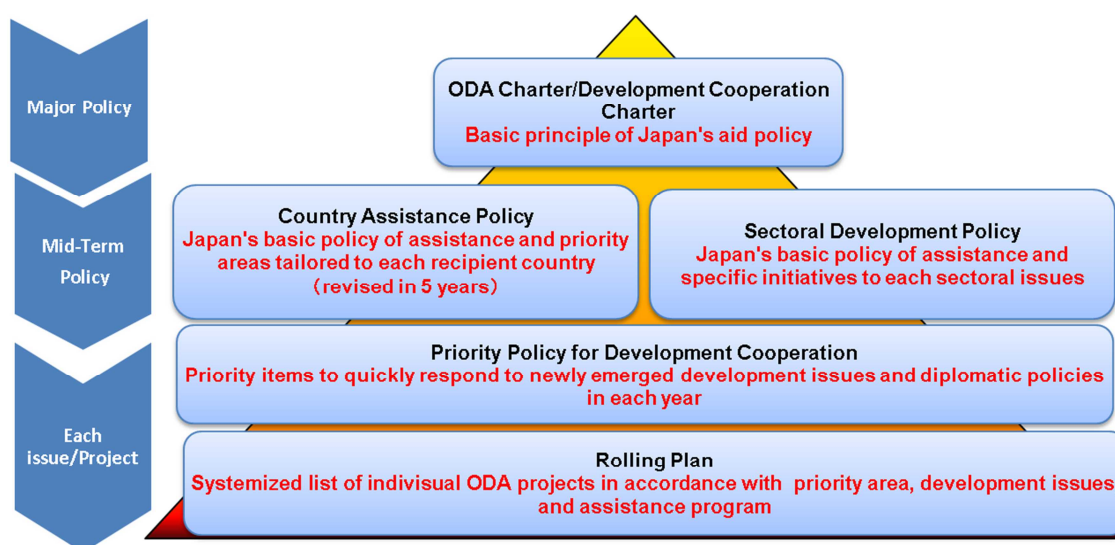 Major Policy
ODA Charter/Development Cooperation
Charter
Basic principle of Japan's aid policy
Mid-Term
Policy
Country Assistance Policy
Japan's basic policy of assistance and priority
areas tailored to each recipient country
（revised in 5 years）
Sectoral Development Policy
Japan's basic policy of assistance and
specific initiatives to each sectoral issues
Each
issue/Project
Priority Policy for Development Cooperation
Priority items to quickly respond to newly emerged development issues and diplomatic policies
in each year
Rolling Plan
Systemized list of indivisual ODA projects in accordance with priority area, development issues
and assistance program